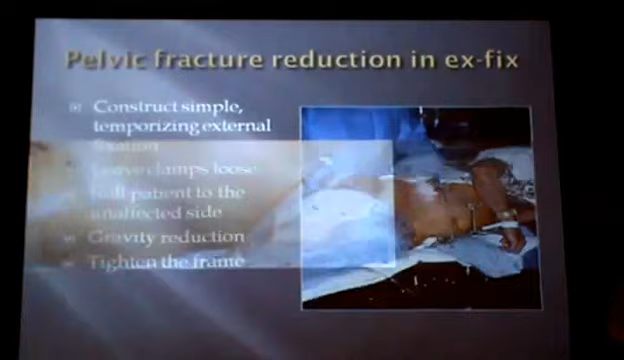 Pelvic fracture reduction in ex-fix
Construct simple,
temporizing external
fixation
Leave clamps loose
Roll patient to the
unaffected side
Gravity reduction
Tighten the frame